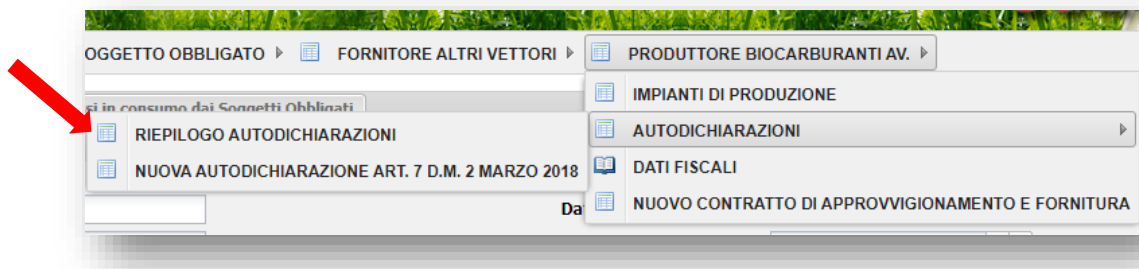 OGGETTO OBBLIGATO FORNITORE ALTRI VETTORI PRODUTTORE BIOCARBURANTI AV.
IMPIANTI DI PRODUZIONE
si in consumo dai Soggetti Obbligati
RIEPILOGO AUTODICHIARAZIONI AUTODICHIARAZIONI
NUOVA AUTODICHIARAZIONE ART. 7 D.M. 2 MARZO 2018 DATI FISCALI
Da NUOVO CONTRATTO DI APPROVVIGIONAMENTO E FORNITURA